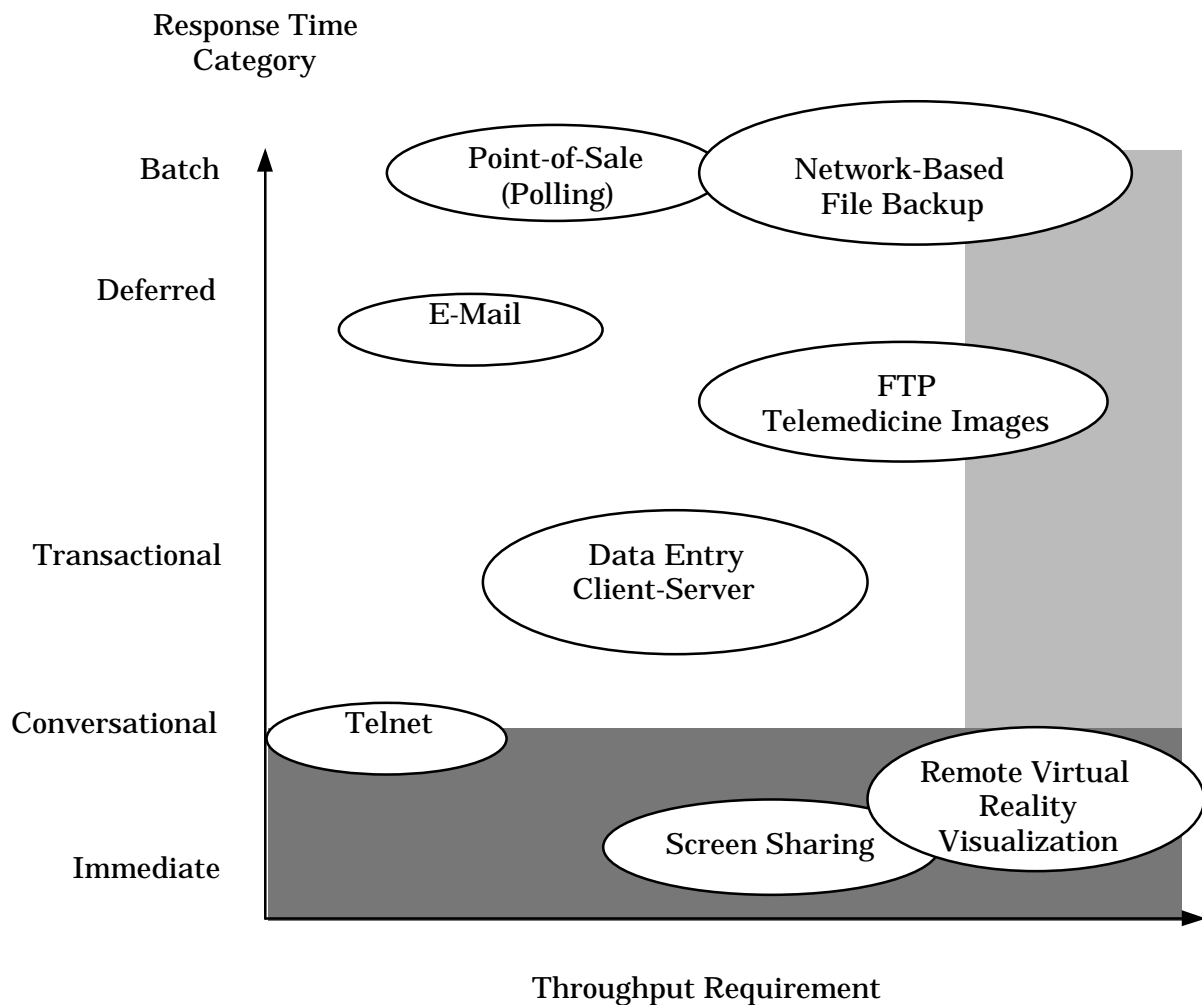 Response Time
Category
Batch
Point-of-Sale
(Polling)
Network-Based
File Backup
Deferred
E-Mail
FTP
Telemedicine Images
Transactional
Data Entry
Client-Server
Conversational
Telnet
Remote Virtual
Reality
Visualization
Screen Sharing
Immediate
Throughput Requirement